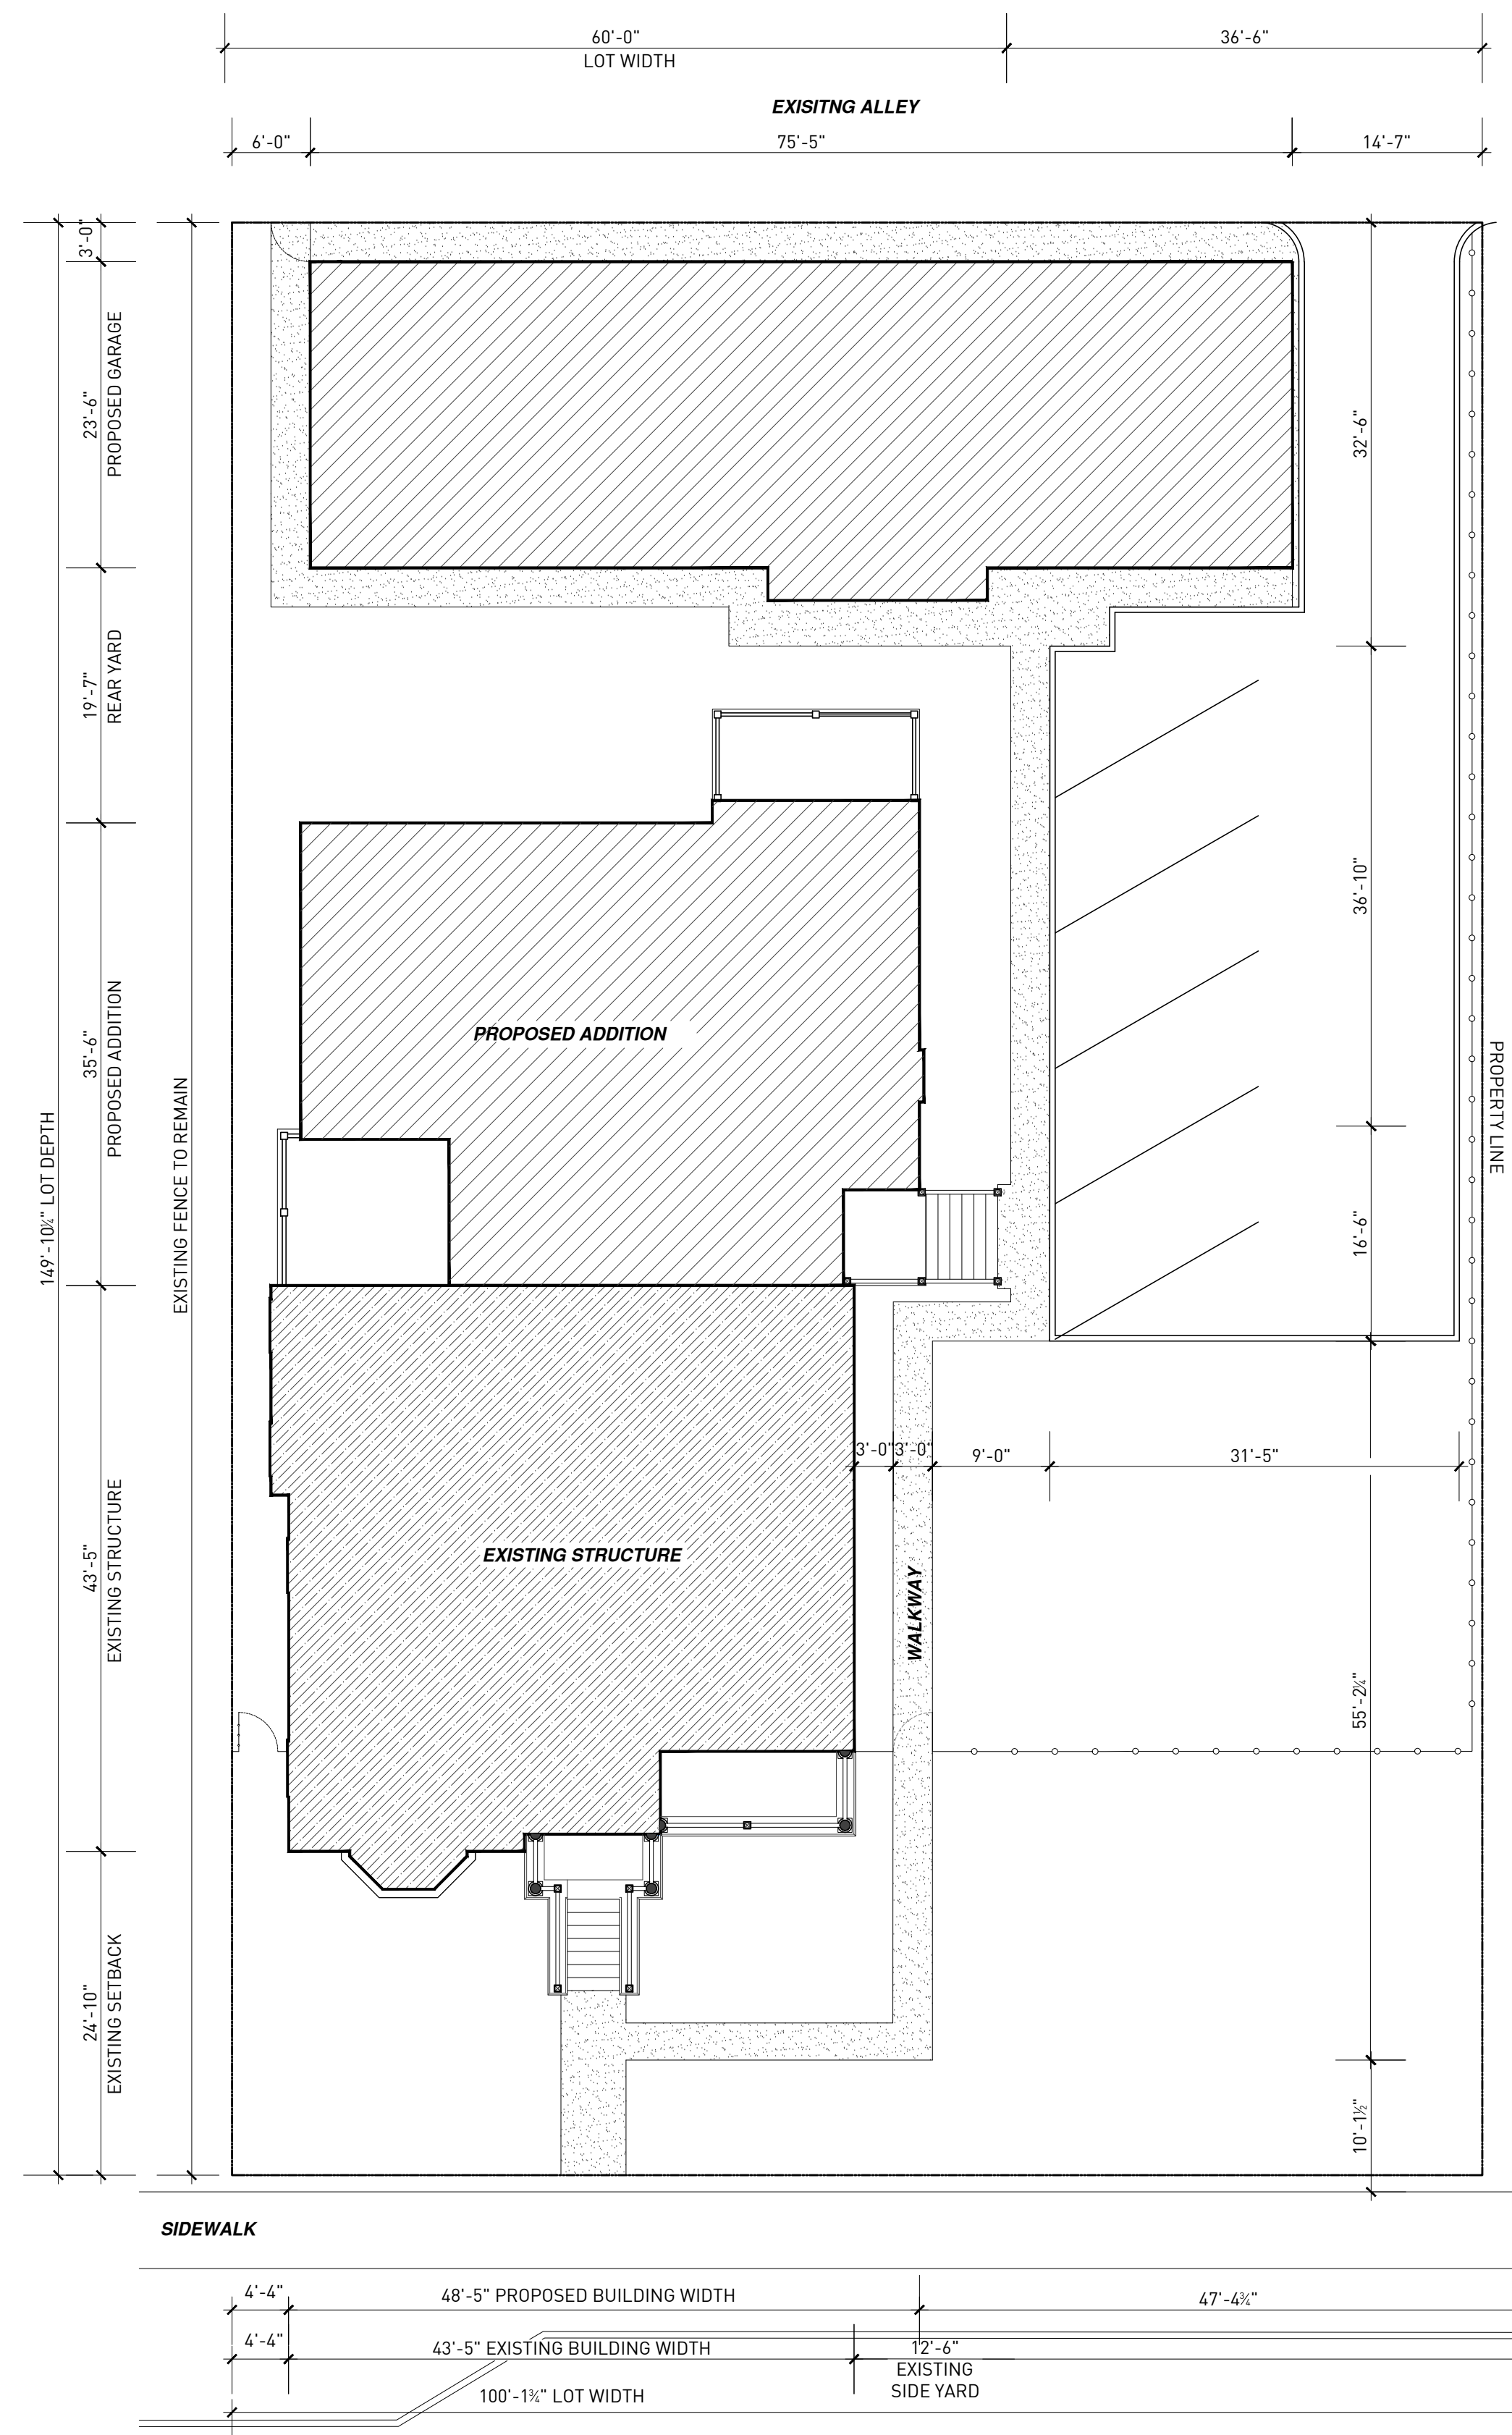 60'-0"
36'-6"
LOT WIDTH
EXISITNG ALLEY
6'-0"
75'-5"
14'-7"
3'-0"
23'-6"
PROPOSED GARAGE
32'-6"
19'-7"
REAR YARD
36'-10"
35'-6"
PROPOSED ADDITION
PROPOSED ADDITION
149'-10¼" LOT DEPTH
EXISTING FENCE TO REMAIN
PROPERTY LINE
16'-6"
3'-0"
3'-0"
9'-0"
31'-5"
43'-5"
EXISTING STRUCTURE
EXISTING STRUCTURE
WALKWAY
55'-2¼"
24'-10"
EXISTING SETBACK
10'-1½"
SIDEWALK
4'-4"
48'-5" PROPOSED BUILDING WIDTH
47'-4¾"
4'-4"
43'-5" EXISTING BUILDING WIDTH
12'-6"
EXISTING
SIDE YARD
100'-1¾" LOT WIDTH